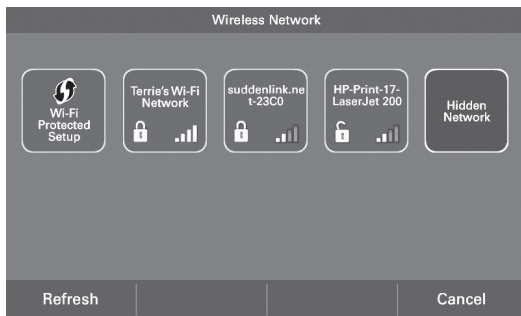 Wireless Network
Wi-Fi
Protected
Setup
Terrie's Wi-Fi
Network
suddenlink.ne
t-23C0
HP-Print-17-
LaserJet 200
Hidden
Network
Refresh
Cancel